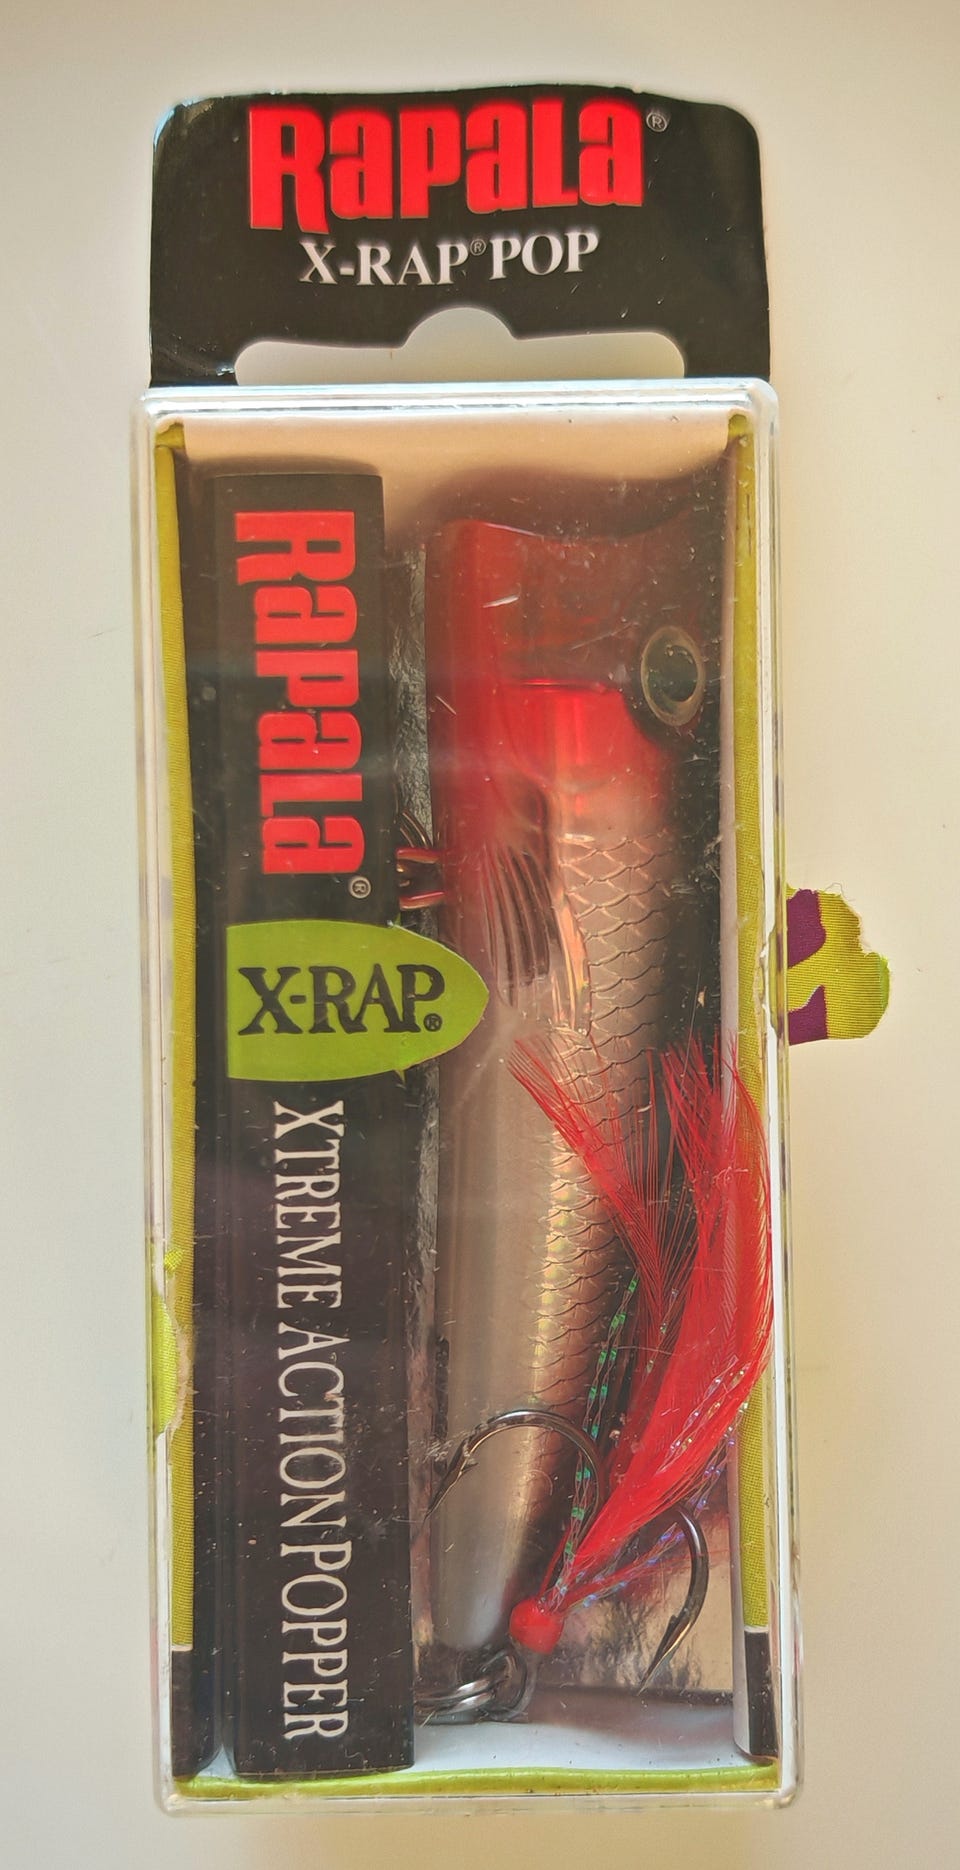 Rapala®
X-RAP® POP
Rapala®
X-RAP®
XTREME ACTION POPPER